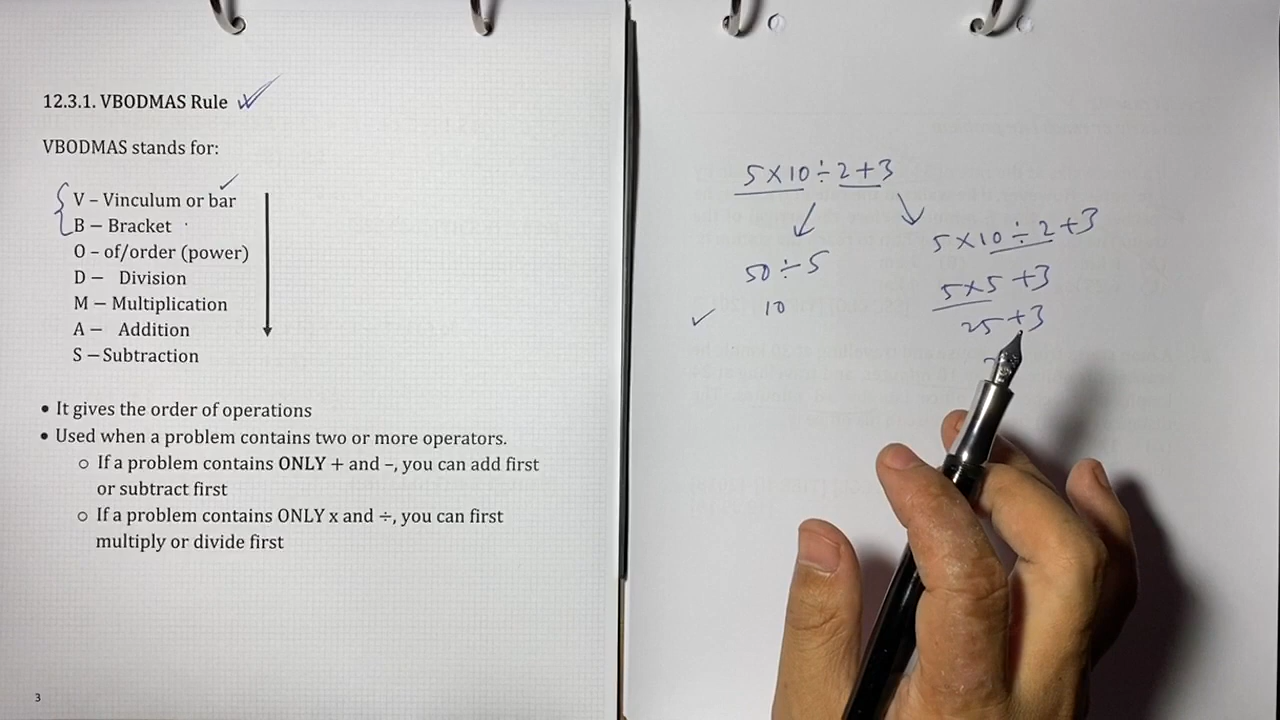 12.3.1. VBODMAS Rule
VBODMAS stands for:
V – Vinculum or bar
B – Bracket
O – of/order (power)
D – Division
M – Multiplication
A – Addition
S – Subtraction
• It gives the order of operations
• Used when a problem contains two or more operators.
o If a problem contains ONLY + and –, you can add first
or subtract first
o If a problem contains ONLY x and ÷, you can first
multiply or divide first
3
5×10÷2+3
50÷5
10
5×10÷2+3
5×5+3
25+3